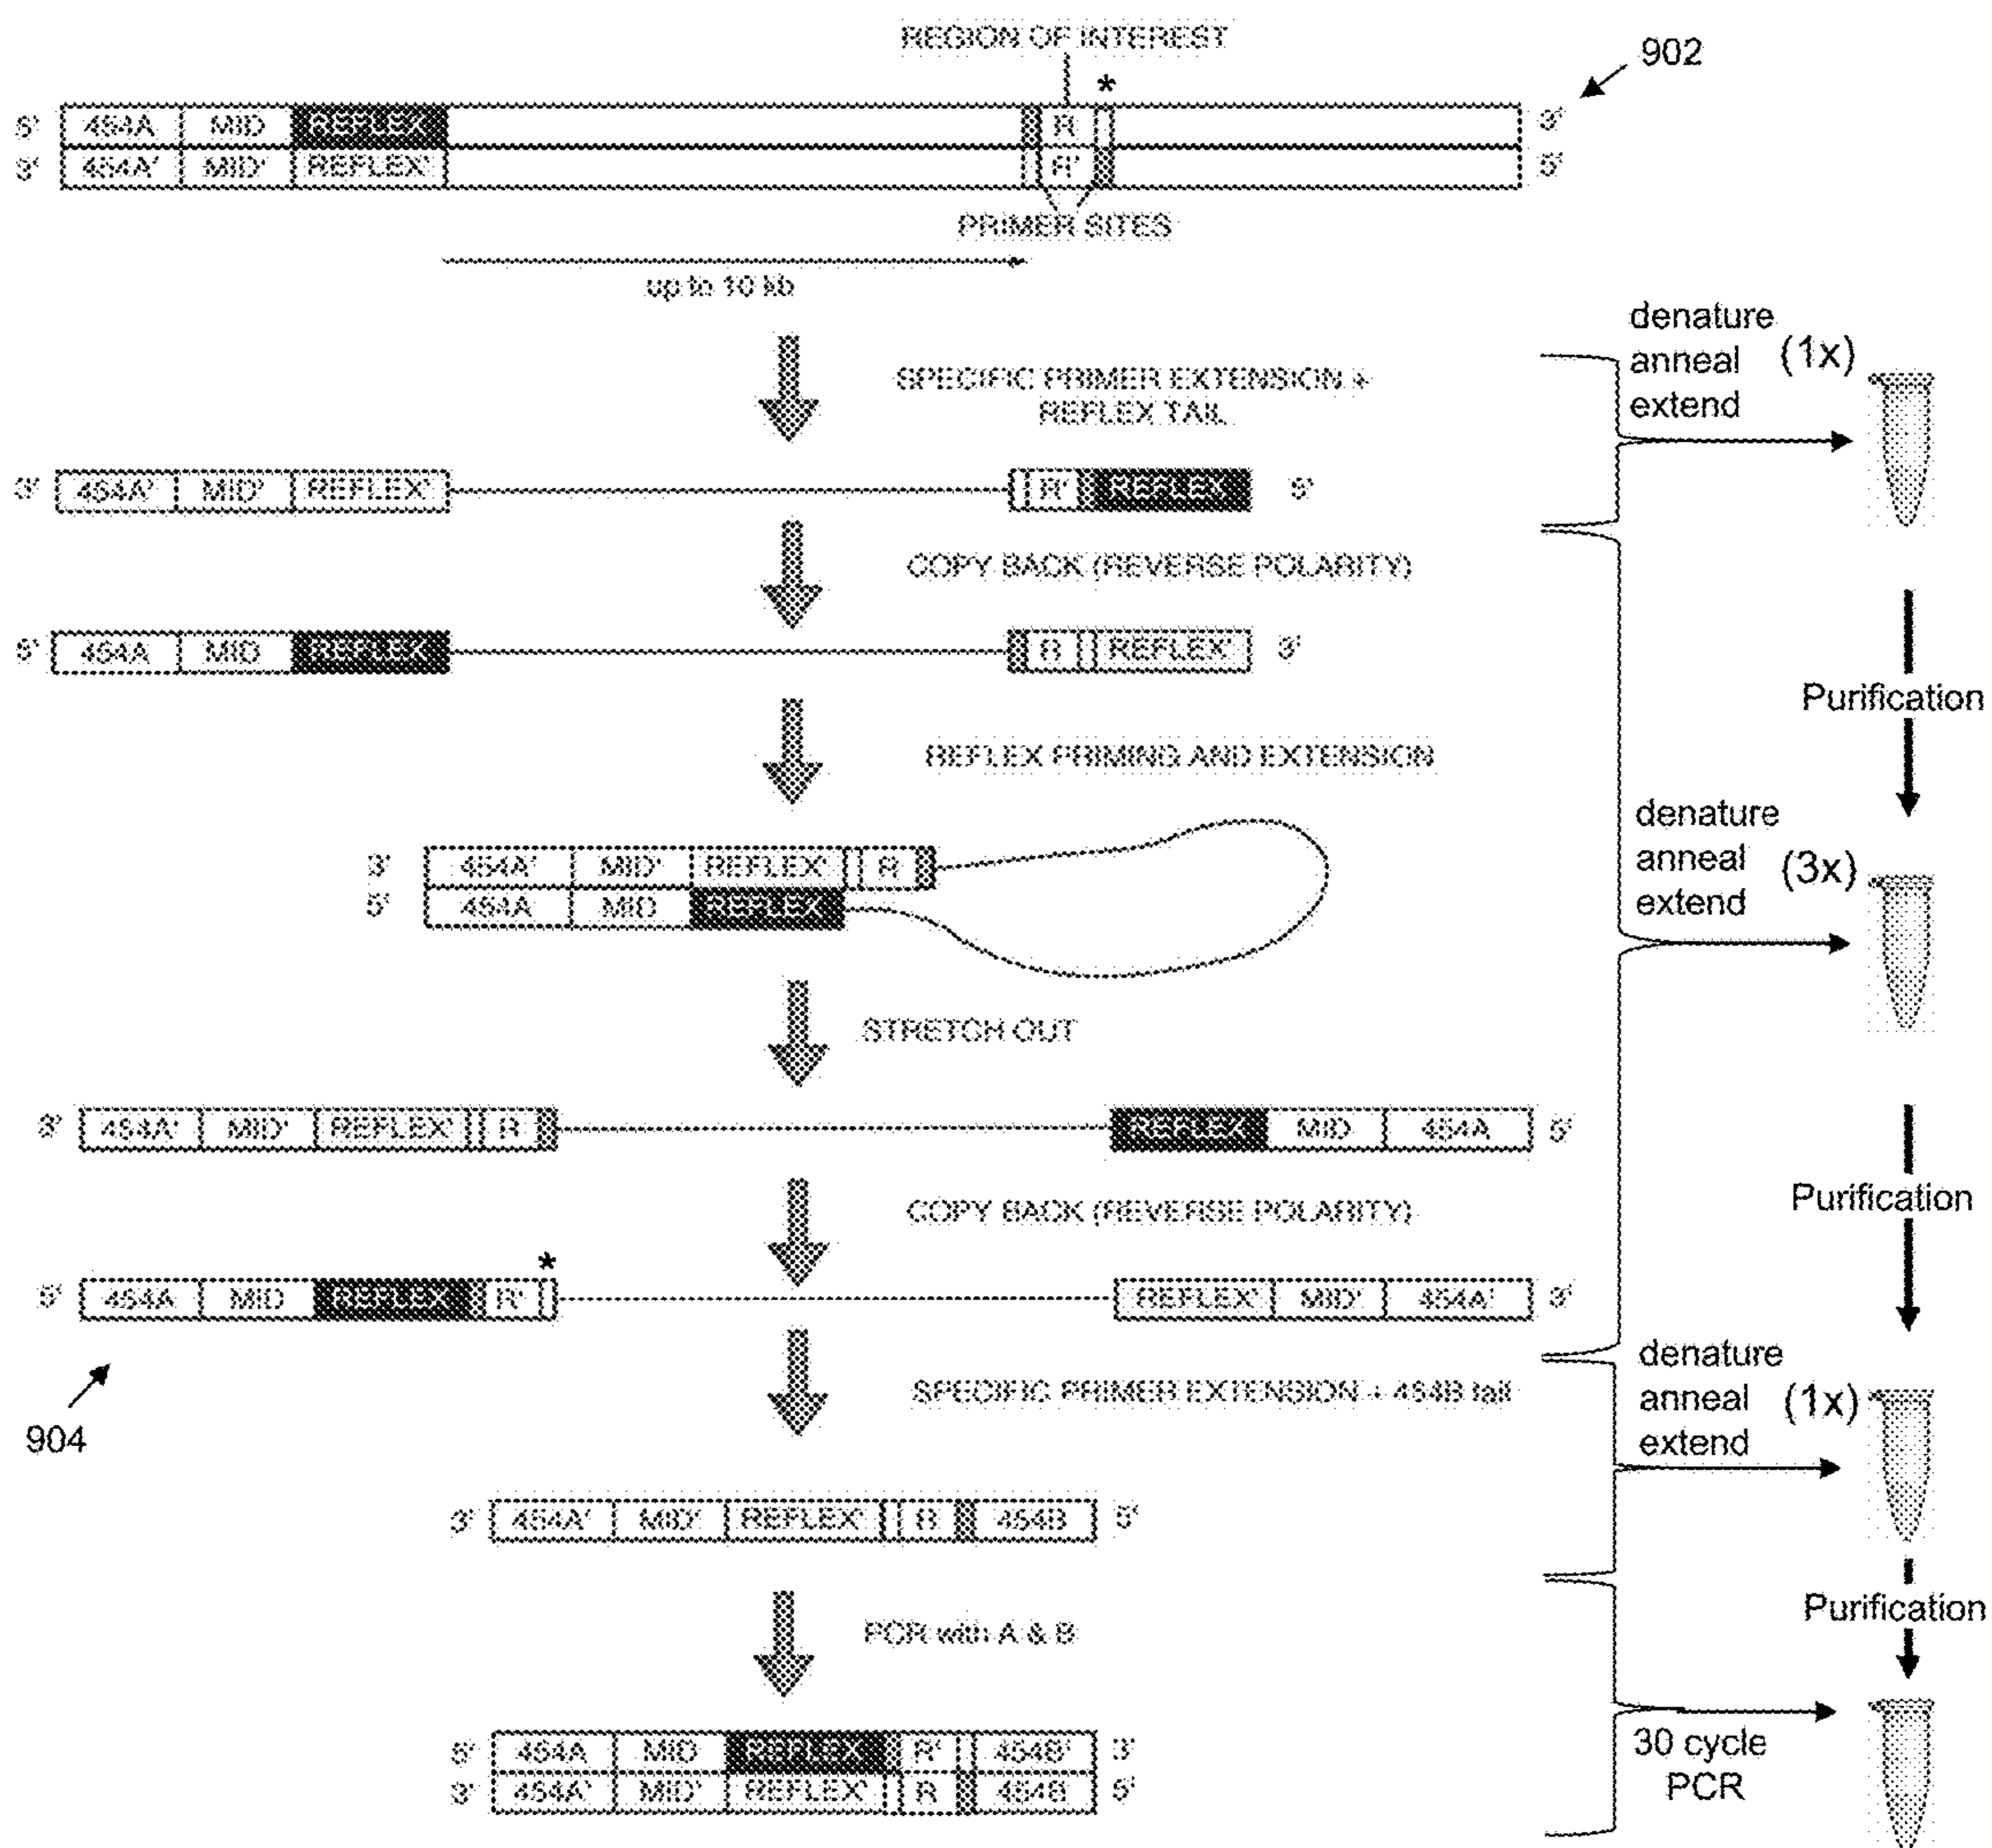 REGION OF INTEREST
902
*
5' 454A MID REFLEX R 3'
3' 454A' MID' REFLEX' R' 5'
PRIMER SITES
up to 10 kb
denature
anneal (1x)
extend
SPECIFIC PRIMER EXTENSION +
REFLEX TAIL
3' 454A' MID' REFLEX' R' REFLEX 5'
COPY BACK (REVERSE POLARITY)
5' 454A MID REFLEX R REFLEX' 3'
Purification
REFLEX PRIMING AND EXTENSION
denature
anneal (3x)
extend
3' 454A' MID' REFLEX' R
5' 454A MID REFLEX
STRETCH OUT
3' 454A' MID' REFLEX' R REFLEX MID 454A 5'
Purification
COPY BACK (REVERSE POLARITY)
*
5' 454A MID REFLEX R' REFLEX' MID' 454A' 3'
904
denature
anneal (1x)
extend
SPECIFIC PRIMER EXTENSION + 454B tail
3' 454A' MID' REFLEX' R 454B 5'
Purification
PCR with A & B
5' 454A MID REFLEX R' 454B' 3'
3' 454A' MID' REFLEX' R 454B 5'
30 cycle
PCR